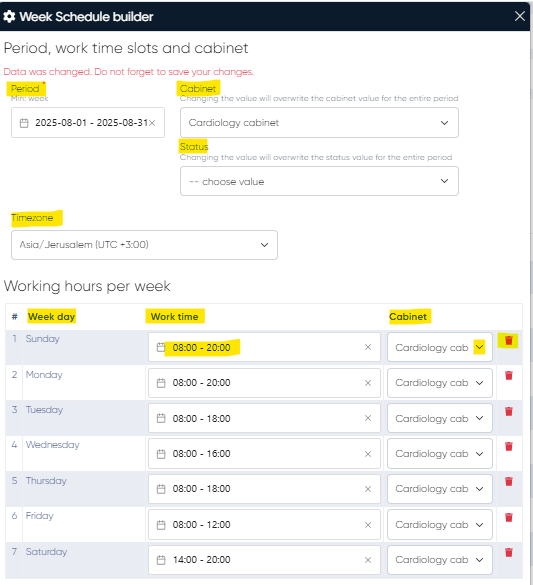 Week Schedule builder
Period, work time slots and cabinet
Data was changed. Do not forget to save your changes.
Period *
Min: week
2025-08-01 - 2025-08-31
Cabinet
Changing the value will overwrite the cabinet value for the entire period
Cardiology cabinet
Status
Changing the value will overwrite the status value for the entire period
-- choose value
Timezone
Asia/Jerusalem (UTC +3:00)
Working hours per week
# Week day Work time Cabinet
1 Sunday 08:00 - 20:00 Cardiology cab
2 Monday 08:00 - 20:00 Cardiology cab
3 Tuesday 08:00 - 18:00 Cardiology cab
4 Wednesday 08:00 - 16:00 Cardiology cab
5 Thursday 08:00 - 18:00 Cardiology cab
6 Friday 08:00 - 12:00 Cardiology cab
7 Saturday 14:00 - 20:00 Cardiology cab